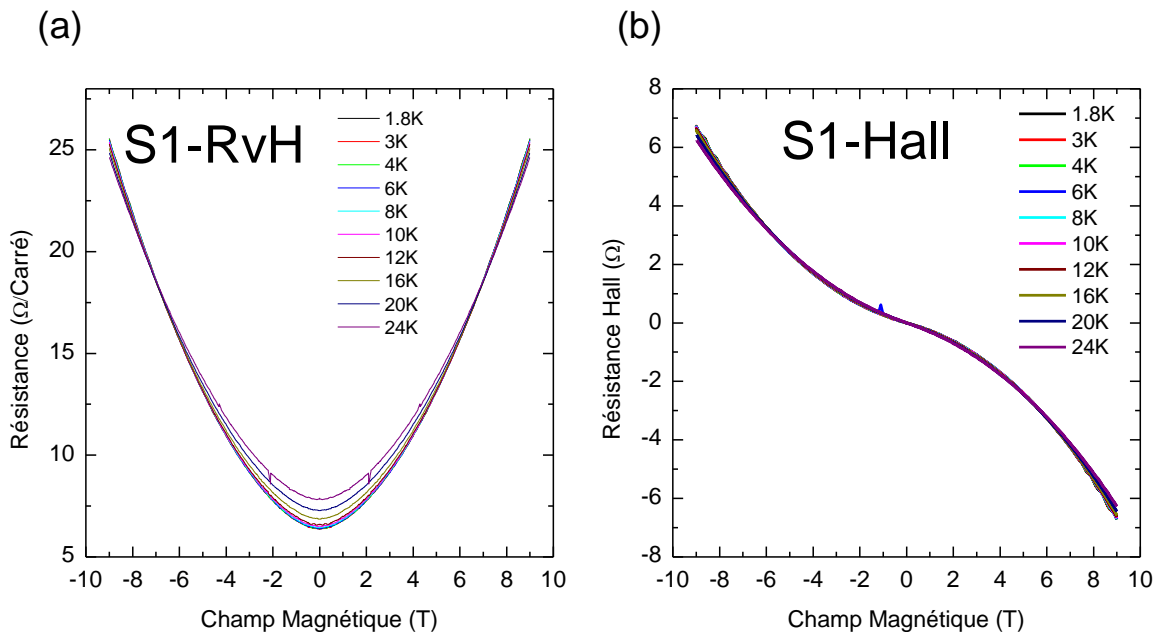 (a)
S1-RvH
1.8K
3K
4K
6K
8K
10K
12K
16K
20K
24K
25
20
15
10
5
-10 -8 -6 -4 -2 0 2 4 6 8 10
Résistance (Ω/Carré)
Champ Magnétique (T)
(b)
S1-Hall
1.8K
3K
4K
6K
8K
10K
12K
16K
20K
24K
8
6
4
2
0
-2
-4
-6
-8
-10 -8 -6 -4 -2 0 2 4 6 8 10
Résistance Hall (Ω)
Champ Magnétique (T)